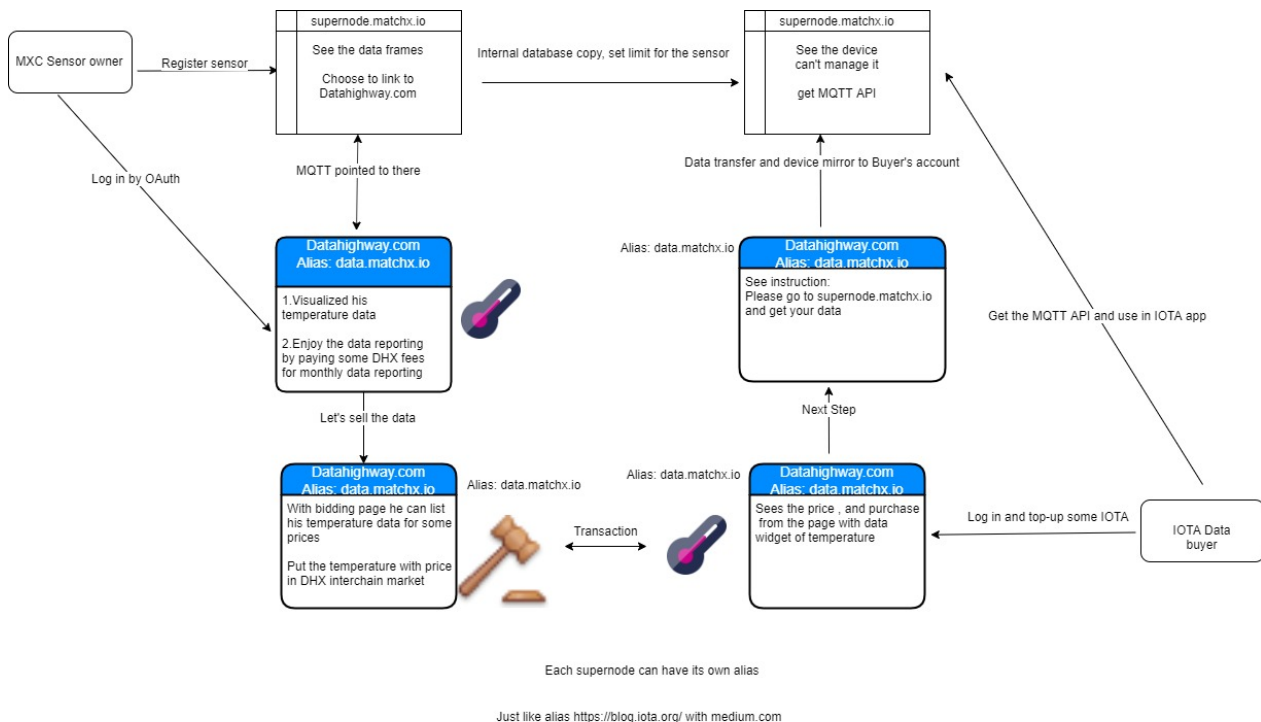 supernode.matchx.io
See the data frames
Choose to link to
Datahighway.com
supernode.matchx.io
See the device
can't manage it
get MQTT API
MXC Sensor owner
Register sensor
Internal database copy, set limit for the sensor
Log in by OAuth
MQTT pointed to there
Data transfer and device mirror to Buyer's account
Datahighway.com
Alias: data.matchx.io
1.Visualized his
temperature data
2.Enjoy the data reporting
by paying some DHX fees
for monthly data reporting
Alias: data.matchx.io
Datahighway.com
Alias: data.matchx.io
See instruction:
Please go to supernode.matchx.io
and get your data
Get the MQTT API and use in IOTA app
Let's sell the data
Next Step
Datahighway.com
Alias: data.matchx.io
With bidding page he can list
his temperature data for some
prices
Put the temperature with price
in DHX interchain market
Alias: data.matchx.io
Transaction
Alias: data.matchx.io
Datahighway.com
Alias: data.matchx.io
Sees the price , and purchase
from the page with data
widget of temperature
Log in and top-up some IOTA
IOTA Data
buyer
Each supernode can have its own alias
Just like alias https://blog.iota.org/ with medium.com